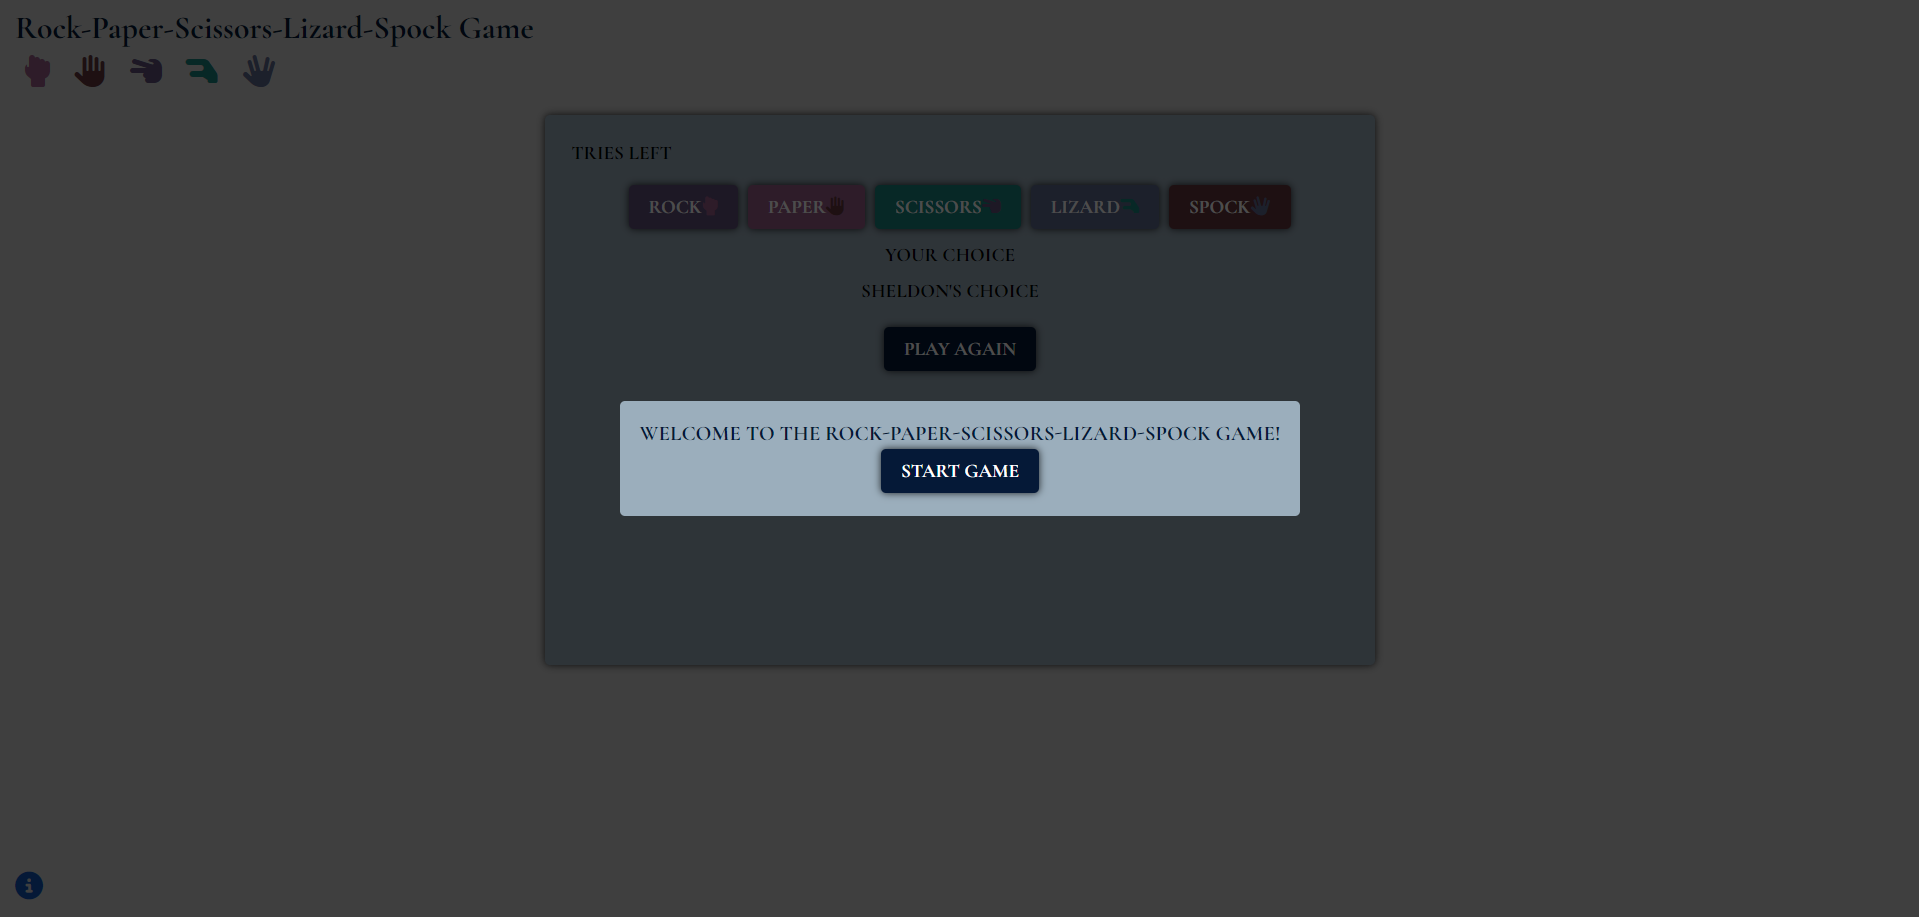 Rock-Paper-Scissors-Lizard-Spock Game
TRIES LEFT
ROCK PAPER SCISSORS LIZARD SPOCK
YOUR CHOICE
SHELDON'S CHOICE
PLAY AGAIN
WELCOME TO THE ROCK-PAPER-SCISSORS-LIZARD-SPOCK GAME!
START GAME